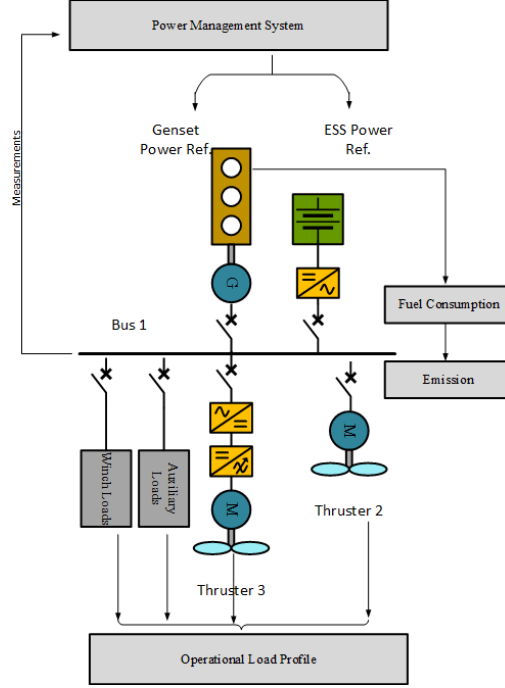 Power Management System
Genset
Power Ref.
ESS Power
Ref.
Measurements
G
Fuel Consumption
Bus 1
Emission
Winch Loads
Auxiliary
Loads
M
M
Thruster 2
Thruster 3
Operational Load Profile